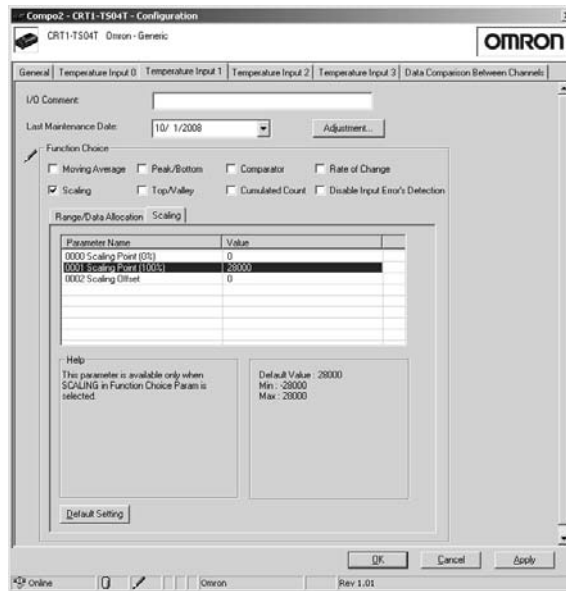 Compo2 - CRT1-TS04T - Configuration
CRT1-TS04T Omron - Generic
OMRON
General Temperature Input 0 Temperature Input 1 Temperature Input 2 Temperature Input 3 Data Comparison Between Channels
I/O Comment:
Last Maintenance Date: 10/ 1/2008 Adjustment...
Function Choice
Moving Average Peak/Bottom Comparator Rate of Change
Scaling Top/Valley Cumulated Count Disable Input Error's Detection
Range/Data Allocation Scaling
Parameter Name Value
0000 Scaling Point (0%) 0
0001 Scaling Point (100%) 28000
0002 Scaling Offset 0
Help
This parameter is available only when
SCALING in Function Choice Param is
selected.
Default Value : 28000
Min : -28000
Max : 28000
Default Setting
OK Cancel Apply
Online Omron Rev 1.01